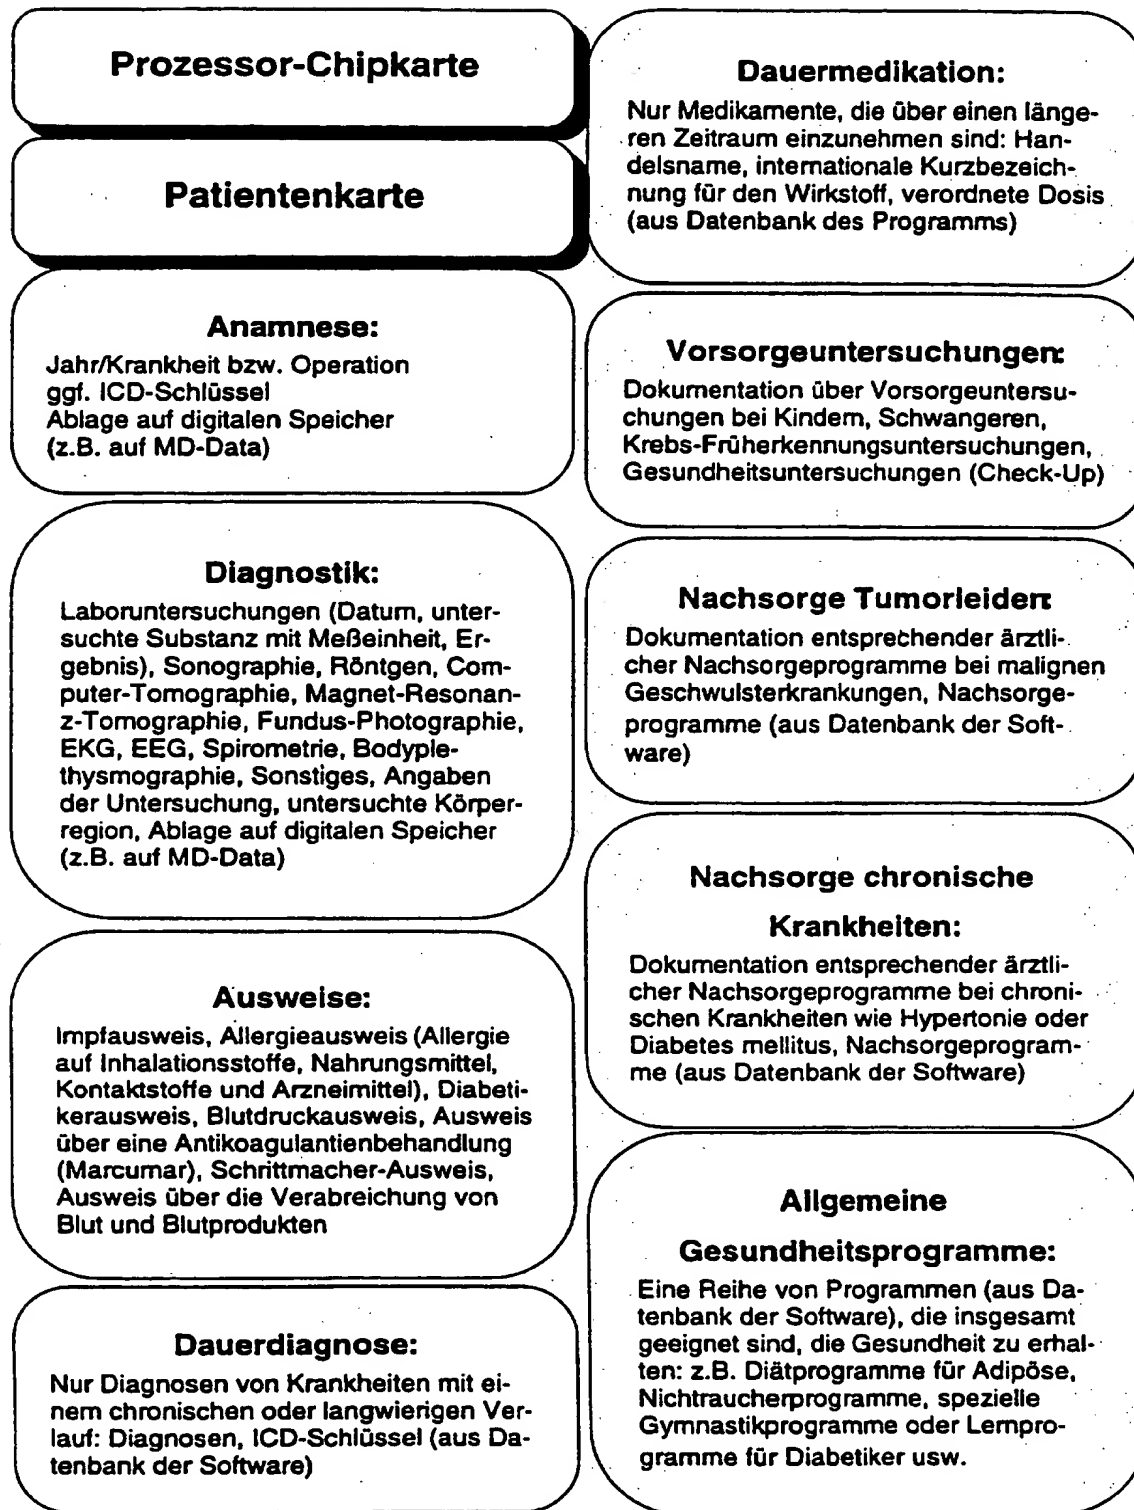 Prozessor-Chipkarte
Patientenkarte
Anamnese:
Jahr/Krankheit bzw. Operation
ggf. ICD-Schlüssel
Ablage auf digitalen Speicher
(z.B. auf MD-Data)
Diagnostik:
Laboruntersuchungen (Datum, unter-
suchte Substanz mit Meßeinheit, Er-
gebnis), Sonographie, Röntgen, Com-
puter-Tomographie, Magnet-Resonan-
z-Tomographie, Fundus-Photographie,
EKG, EEG, Spirometrie, Bodyple-
thysmographie, Sonstiges, Angaben
der Untersuchung, untersuchte Körper-
region, Ablage auf digitalen Speicher
(z.B. auf MD-Data)
Ausweise:
Impfausweis, Allergieausweis (Allergie
auf Inhalationsstoffe, Nahrungsmittel,
Kontaktstoffe und Arzneimittel), Diabeti-
kerausweis, Blutdruckausweis, Ausweis
über eine Antikoagulantienbehandlung
(Marcumar), Schrittmacher-Ausweis,
Ausweis über die Verabreichung von
Blut und Blutprodukten
Dauerdiagnose:
Nur Diagnosen von Krankheiten mit ei-
nem chronischen oder langwierigen Ver-
lauf: Diagnosen, ICD-Schlüssel (aus Da-
tenbank der Software)
Dauermedikation:
Nur Medikamente, die über einen länge-
ren Zeitraum einzunehmen sind: Han-
delsname, internationale Kurzbezeich-
nung für den Wirkstoff, verordnete Dosis
(aus Datenbank des Programms)
Vorsorgeuntersuchungen:
Dokumentation über Vorsorgeuntersu-
chungen bei Kindern, Schwangeren,
Krebs-Früherkennungsuntersuchungen,
Gesundheitsuntersuchungen (Check-Up)
Nachsorge Tumorleiden:
Dokumentation entsprechender ärztli-
cher Nachsorgeprogramme bei malignen
Geschwulsterkrankungen, Nachsorge-
programme (aus Datenbank der Soft-
ware)
Nachsorge chronische
Krankheiten:
Dokumentation entsprechender ärztli-
cher Nachsorgeprogramme bei chroni-
schen Krankheiten wie Hypertonie oder
Diabetes mellitus, Nachsorgeprogram-
me (aus Datenbank der Software)
Allgemeine
Gesundheitsprogramme:
Eine Reihe von Programmen (aus Da-
tenbank der Software), die insgesamt
geeignet sind, die Gesundheit zu erhal-
ten: z.B. Diätprogramme für Adipöse,
Nichtraucherprogramme, spezielle
Gymnastikprogramme oder Lernpro-
gramme für Diabetiker usw.